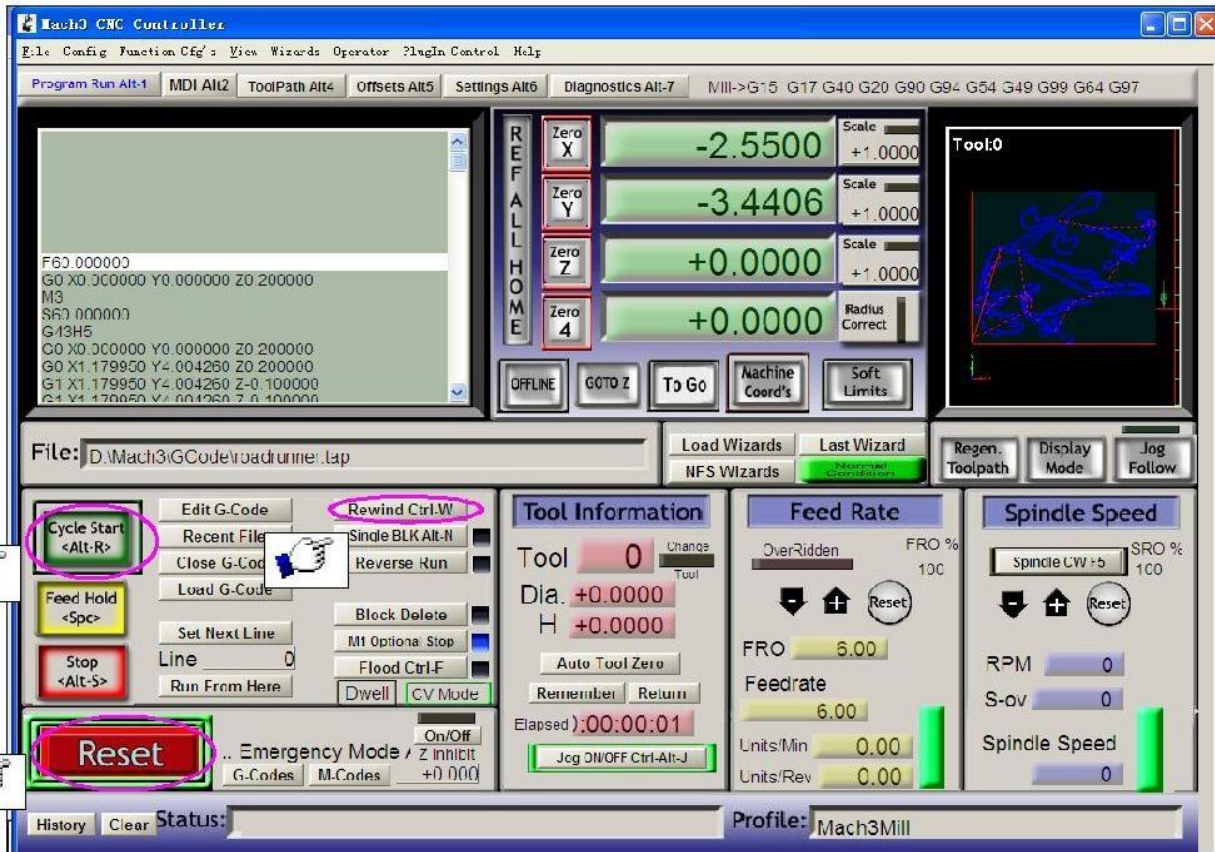 Mach3 CNC Controller
File Config Function Cfg's View Wizards Operator PlugIn Control Help
Program Run Alt-1 MDI Alt2 ToolPath Alt4 Offsets Alt5 Settings Alt6 Diagnostics Alt-7 Mill->G15 G17 G40 G20 G90 G94 G54 G49 G99 G64 G97
F60.000000
G0 X0.000000 Y0.000000 Z0.200000
M3
S60.000000
G43H5
G0 X0.000000 Y0.000000 Z0.200000
G0 X1.179950 Y4.004260 Z0.200000
G1 X1.179950 Y4.004260 Z-0.100000
G1 X1.179950 Y4.004260 Z-0.100000
REF ALL HOME
Zero X -2.5500 Scale +1.0000
Zero Y -3.4406 Scale +1.0000
Zero Z +0.0000 Scale +1.0000
Zero 4 +0.0000 Radius Correct
OFFLINE GOTO Z To Go Machine Coord's Soft Limits
Tool:0
File: D:\Mach3\GCode\roadrunner.tap
Load Wizards Last Wizard
NFS Wizards Normal Condition
Regen. Toolpath Display Mode Jog Follow
Cycle Start <Alt-R>
Feed Hold <Spc>
Stop <Alt-S>
Edit G-Code
Recent File
Close G-Code
Load G-Code
Set Next Line
Line 0
Run From Here
Rewind Ctrl-W
Single BLK Alt-N
Reverse Run
Block Delete
M1 Optional Stop
Flood Ctrl-F
Dwell CV Mode
Reset
.. Emergency Mode
G-Codes M-Codes
On/Off
Z Inhibit
+0.000
Tool Information
Tool 0 Change Tool
Dia. +0.0000
H +0.0000
Auto Tool Zero
Remember Return
Elapsed ):00:00:01
Jog ON/OFF Ctrl-Alt-J
Feed Rate
OverRidden FRO % 100
Reset
FRO 6.00
Feedrate
6.00
Units/Min 0.00
Units/Rev 0.00
Spindle Speed
Spindle CW F5 SRO % 100
Reset
RPM 0
S-ov 0
Spindle Speed
0
History Clear Status: Profile: Mach3Mill